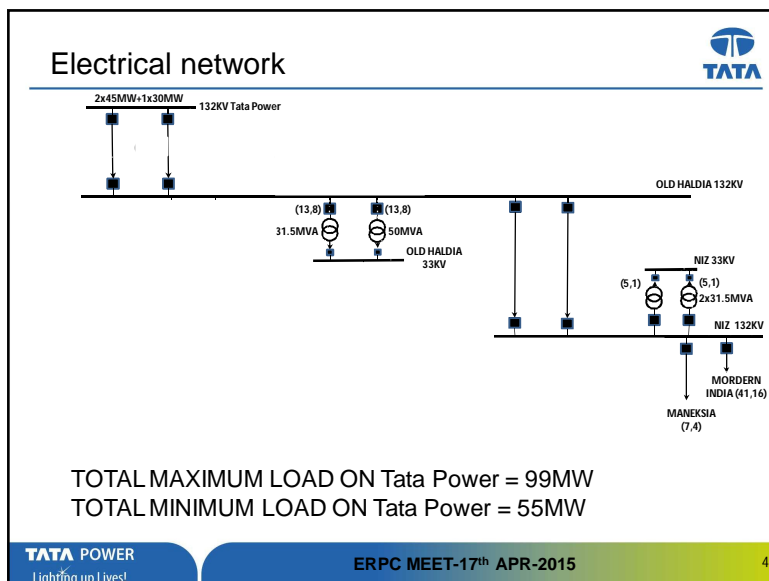 Electrical network
TATA
2x45MW+1x30MW
132KV Tata Power
OLD HALDIA 132KV
(13,8)
(13,8)
31.5MVA
50MVA
OLD HALDIA
33KV
NIZ 33KV
(5,1)
(5,1)
2x31.5MVA
NIZ 132KV
MORDERN
INDIA (41,16)
MANEKSIA
(7,4)
TOTAL MAXIMUM LOAD ON Tata Power = 99MW
TOTAL MINIMUM LOAD ON Tata Power = 55MW
TATA POWER
Lighting up Lives!
ERPC MEET-17th APR-2015
4